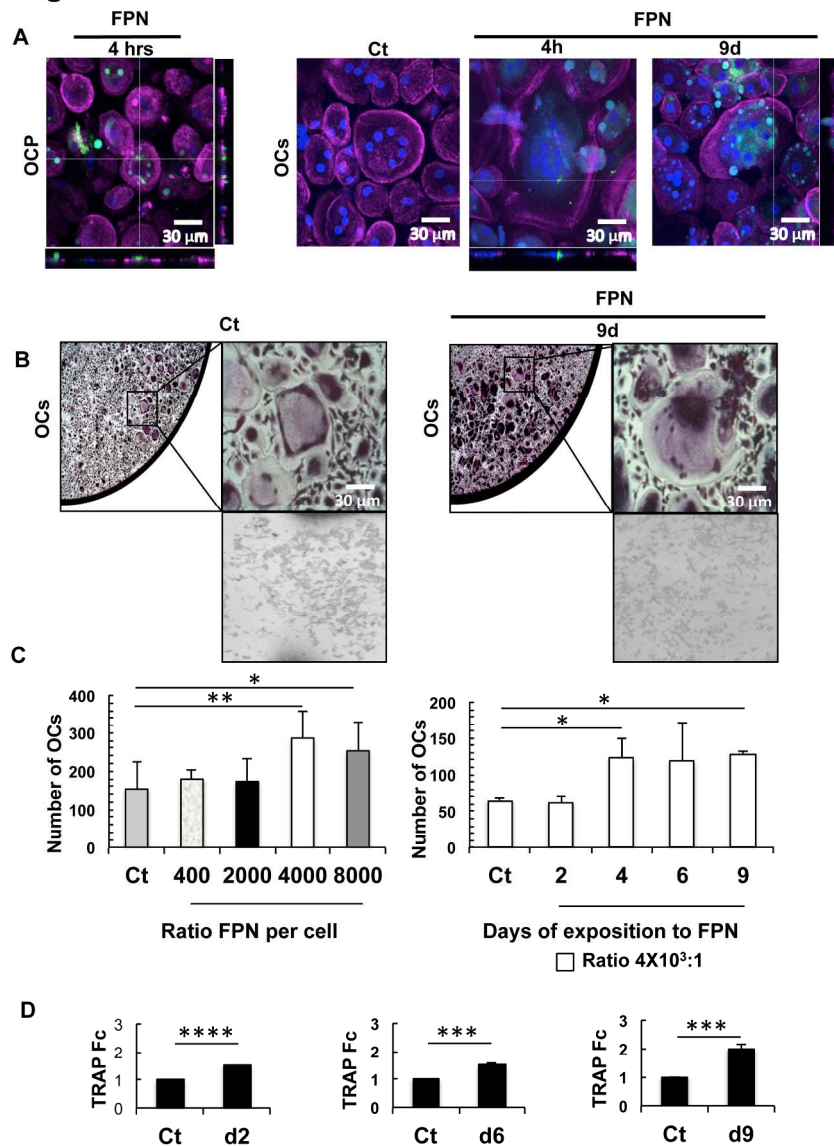 FPN
FPN
A
4 hrs
Ct
4h
9d
OCP
OCs
30 µm
30 µm
30 µm
30 µm
FPN
Ct
9d
B
OCs
OCs
30 µm
30 µm
C
Number of OCs
400
300
200
100
0
*
**
Ct 400 2000 4000 8000
Ratio FPN per cell
Number of OCs
200
150
100
50
0
*
*
Ct 2 4 6 9
Days of exposition to FPN
Ratio 4X10³:1
D
TRAP Fc
3
2
1
0
****
Ct d2
TRAP Fc
3
2
1
0
***
Ct d6
TRAP Fc
3
2
1
0
***
Ct d9